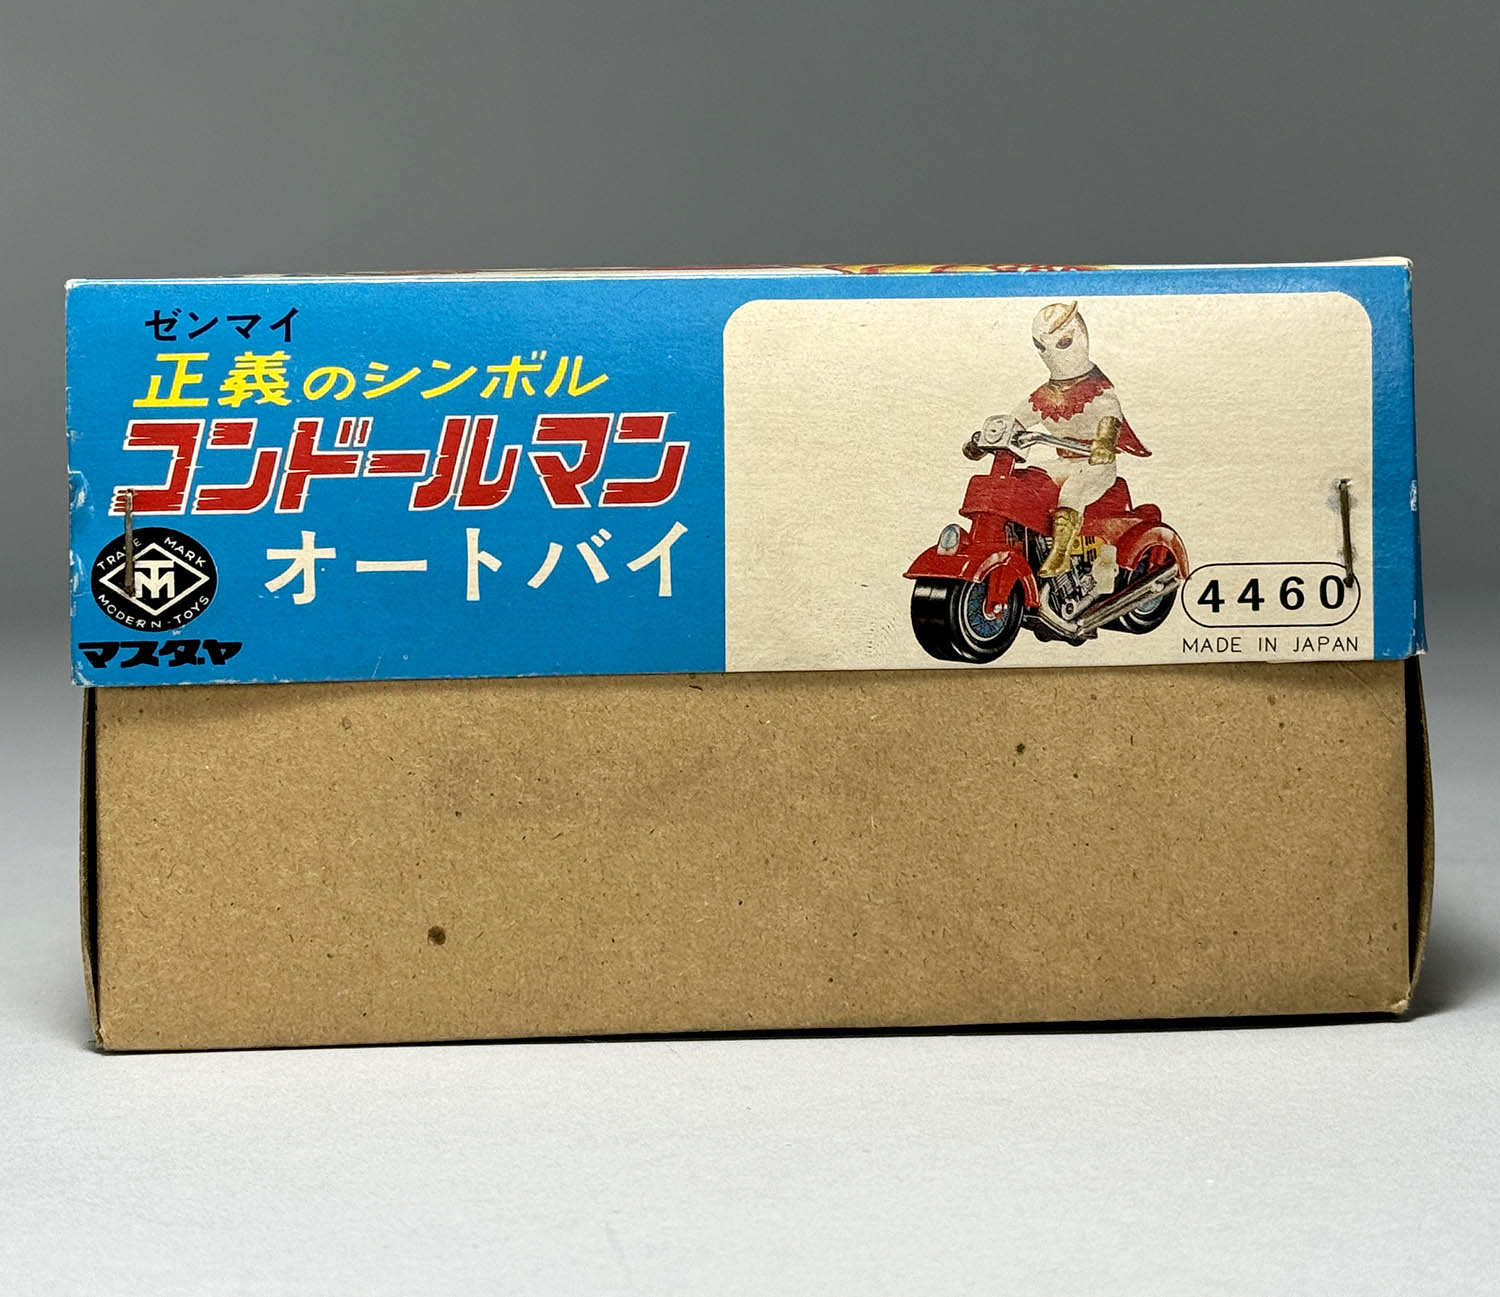 ゼンマイ
正義のシンボル
コンドールマン
オートバイ
TRADE MARK
TM
MODERN-TOYS
マスダヤ
4460
MADE IN JAPAN